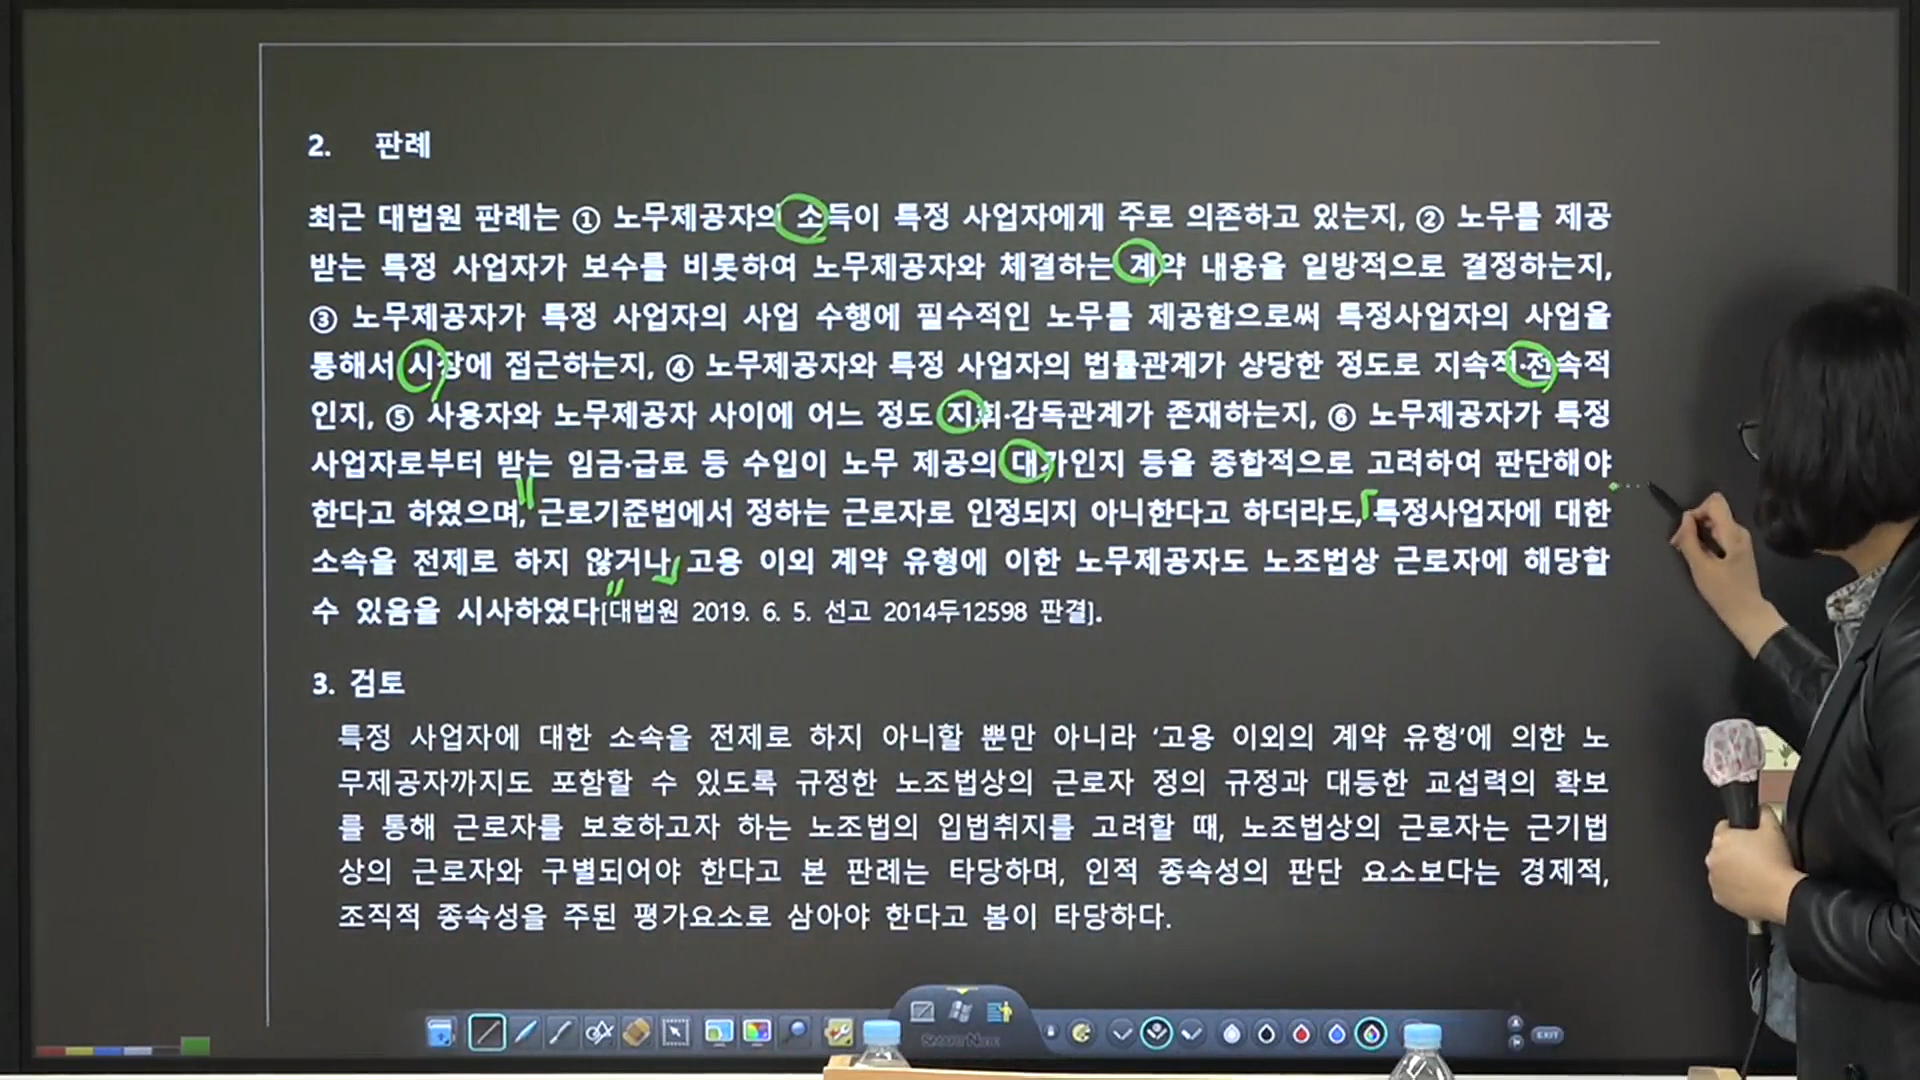 2. 판례
최근 대법원 판례는 ① 노무제공자의 소득이 특정 사업자에게 주로 의존하고 있는지, ② 노무를 제공
받는 특정 사업자가 보수를 비롯하여 노무제공자와 체결하는 계약 내용을 일방적으로 결정하는지,
③ 노무제공자가 특정 사업자의 사업 수행에 필수적인 노무를 제공함으로써 특정사업자의 사업을
통해서 시장에 접근하는지, ④ 노무제공자와 특정 사업자의 법률관계가 상당한 정도로 지속적·전속적
인지, ⑤ 사용자와 노무제공자 사이에 어느 정도 지휘·감독관계가 존재하는지, ⑥ 노무제공자가 특정
사업자로부터 받는 임금·급료 등 수입이 노무 제공의 대가인지 등을 종합적으로 고려하여 판단해야
한다고 하였으며, 근로기준법에서 정하는 근로자로 인정되지 아니한다고 하더라도, 특정사업자에 대한
소속을 전제로 하지 않거나 고용 이외 계약 유형에 이한 노무제공자도 노조법상 근로자에 해당할
수 있음을 시사하였다[대법원 2019. 6. 5. 선고 2014두12598 판결].
3. 검토
특정 사업자에 대한 소속을 전제로 하지 아니할 뿐만 아니라 ‘고용 이외의 계약 유형’에 의한 노
무제공자까지도 포함할 수 있도록 규정한 노조법상의 근로자 정의 규정과 대등한 교섭력의 확보
를 통해 근로자를 보호하고자 하는 노조법의 입법취지를 고려할 때, 노조법상의 근로자는 근기법
상의 근로자와 구별되어야 한다고 본 판례는 타당하며, 인적 종속성의 판단 요소보다는 경제적,
조직적 종속성을 주된 평가요소로 삼아야 한다고 봄이 타당하다.
EXIT